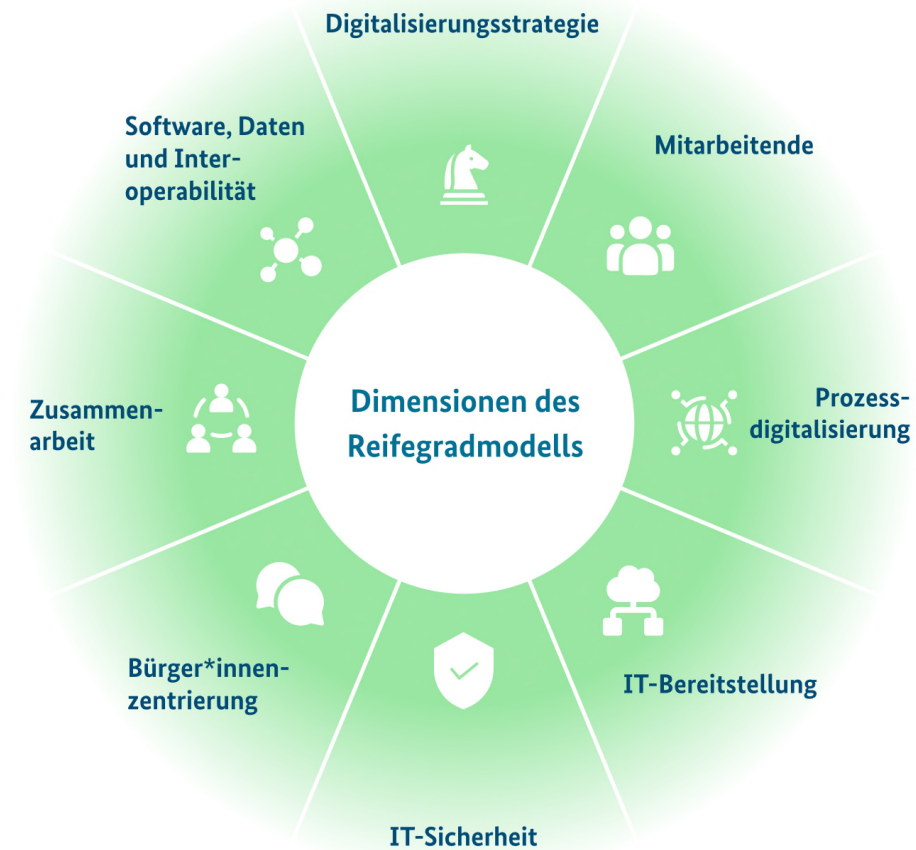 Digitalisierungsstrategie
Software, Daten
und Inter-
operabilität
Mitarbeitende
Zusammen-
arbeit
Dimensionen des
Reifegradmodells
Prozess-
digitalisierung
Bürger*innen-
zentrierung
IT-Bereitstellung
IT-Sicherheit